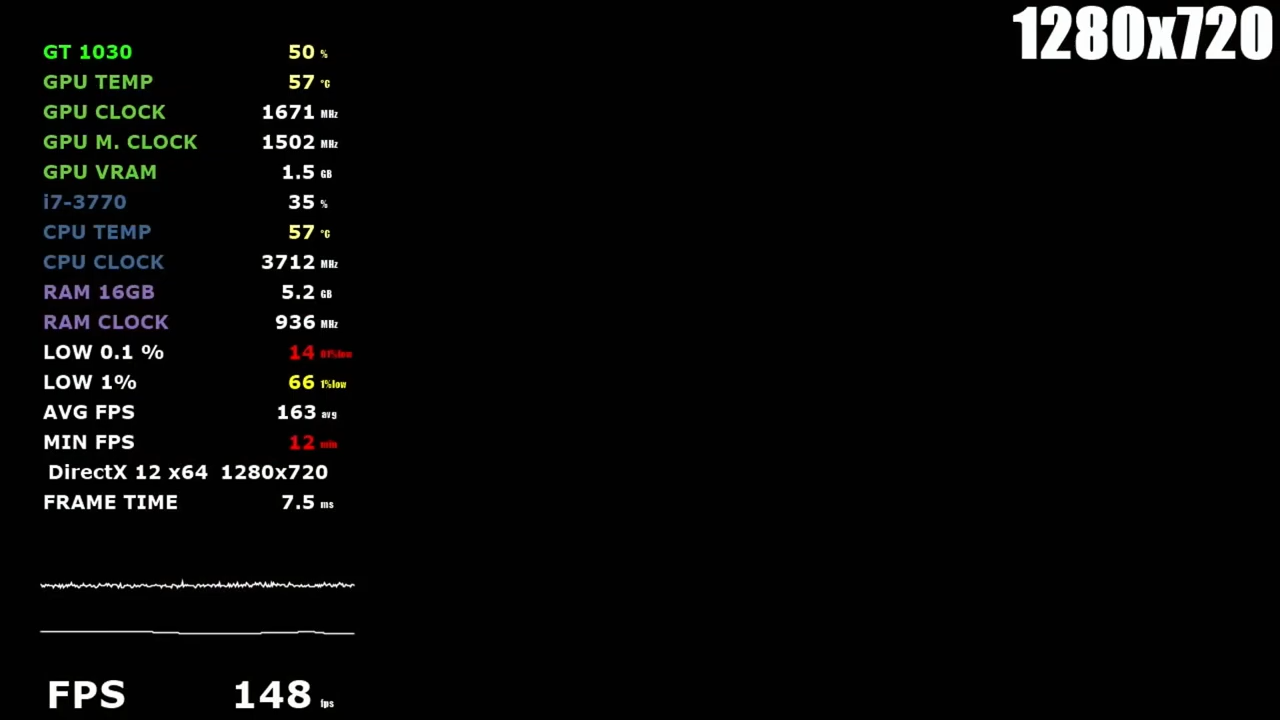 1280x720
GT 1030 50 %
GPU TEMP 57 °C
GPU CLOCK 1671 MHz
GPU M. CLOCK 1502 MHz
GPU VRAM 1.5 GB
i7-3770 35 %
CPU TEMP 57 °C
CPU CLOCK 3712 MHz
RAM 16GB 5.2 GB
RAM CLOCK 936 MHz
LOW 0.1 % 14 01%low
LOW 1% 66 1%low
AVG FPS 163 avg
MIN FPS 12 min
DirectX 12 x64 1280x720
FRAME TIME 7.5 ms
FPS 148 fps